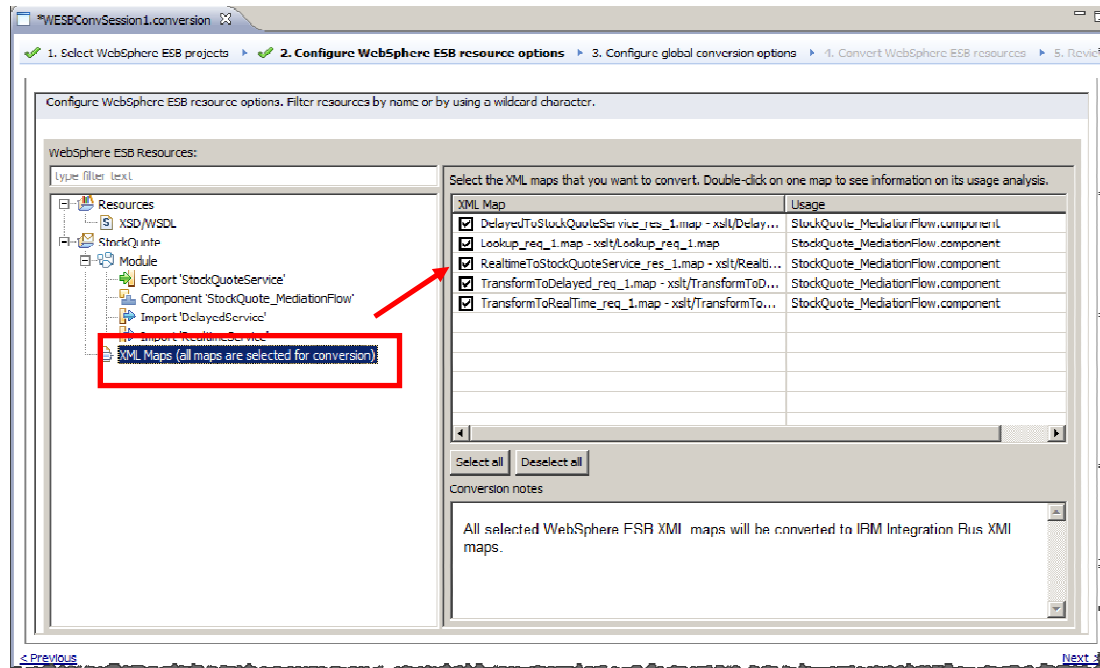 *WESBConvSession1.conversion
1. Select WebSphere ESB projects 2. Configure WebSphere ESB resource options 3. Configure global conversion options 4. Convert WebSphere ESB resources 5. Revie
Configure WebSphere ESB resource options. Filter resources by name or by using a wildcard character.
WebSphere ESB Resources:
type filter text
Resources
XSD/WSDL
StockQuote
Module
Export 'StockQuoteService'
Component 'StockQuote_MediationFlow'
Import 'DelayedService'
Import 'RealtimeService'
XML Maps (all maps are selected for conversion)
Select the XML maps that you want to convert. Double-click on one map to see information on its usage analysis.
XML Map Usage
DelayedToStockQuoteService_res_1.map - xslt/Delay... StockQuote_MediationFlow.component
Lookup_req_1.map - xslt/Lookup_req_1.map StockQuote_MediationFlow.component
RealtimeToStockQuoteService_res_1.map - xslt/Realti... StockQuote_MediationFlow.component
TransformToDelayed_req_1.map - xslt/TransformToD... StockQuote_MediationFlow.component
TransformToRealTime_req_1.map - xslt/TransformTo... StockQuote_MediationFlow.component
Select all Deselect all
Conversion notes
All selected WebSphere ESB XML maps will be converted to IBM Integration Bus XML
maps.
< Previous Next >